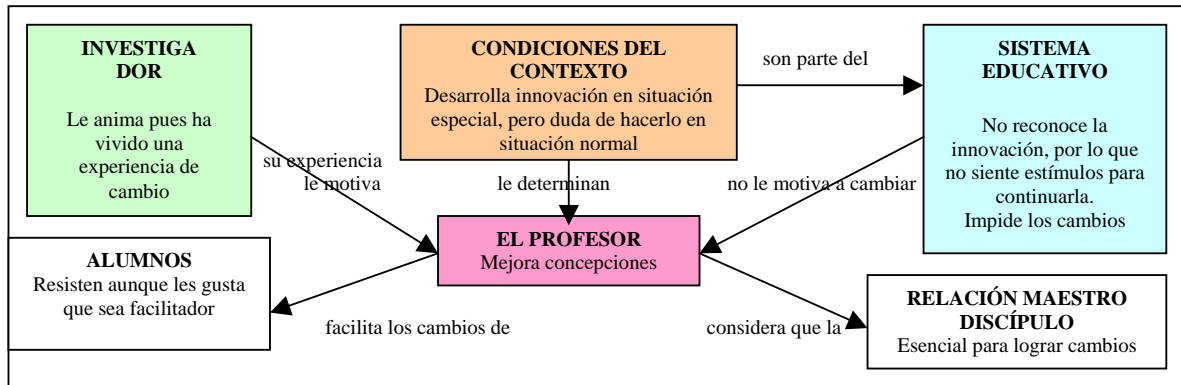 INVESTIGA
DOR
Le anima pues ha
vivido una
experiencia de
cambio
CONDICIONES DEL
CONTEXTO
Desarrolla innovación en situación
especial, pero duda de hacerlo en
situación normal
son parte del
SISTEMA
EDUCATIVO
No reconoce la
innovación, por lo que
no siente estímulos para
continuarla.
Impide los cambios
su experiencia
le motiva
le determinan
no le motiva a cambiar
EL PROFESOR
Mejora concepciones
ALUMNOS
Resisten aunque les gusta
que sea facilitador
facilita los cambios de
considera que la
RELACIÓN MAESTRO
DISCÍPULO
Esencial para lograr cambios